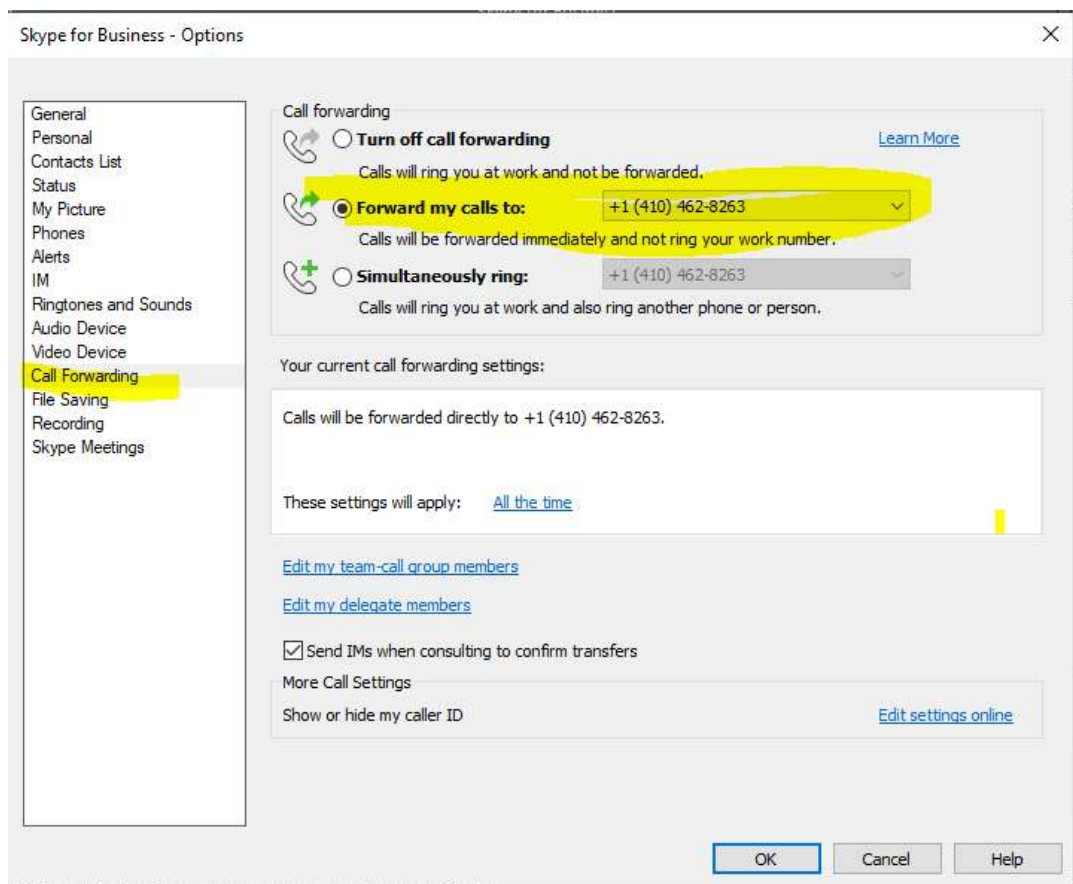 Skype for Business - Options
General
Personal
Contacts List
Status
My Picture
Phones
Alerts
IM
Ringtones and Sounds
Audio Device
Video Device
Call Forwarding
File Saving
Recording
Skype Meetings
Call forwarding
Turn off call forwarding Learn More
Calls will ring you at work and not be forwarded.
Forward my calls to: +1 (410) 462-8263
Calls will be forwarded immediately and not ring your work number.
Simultaneously ring: +1 (410) 462-8263
Calls will ring you at work and also ring another phone or person.
Your current call forwarding settings:
Calls will be forwarded directly to +1 (410) 462-8263.
These settings will apply: All the time
Edit my team-call group members
Edit my delegate members
Send IMs when consulting to confirm transfers
More Call Settings
Show or hide my caller ID Edit settings online
OK Cancel Help